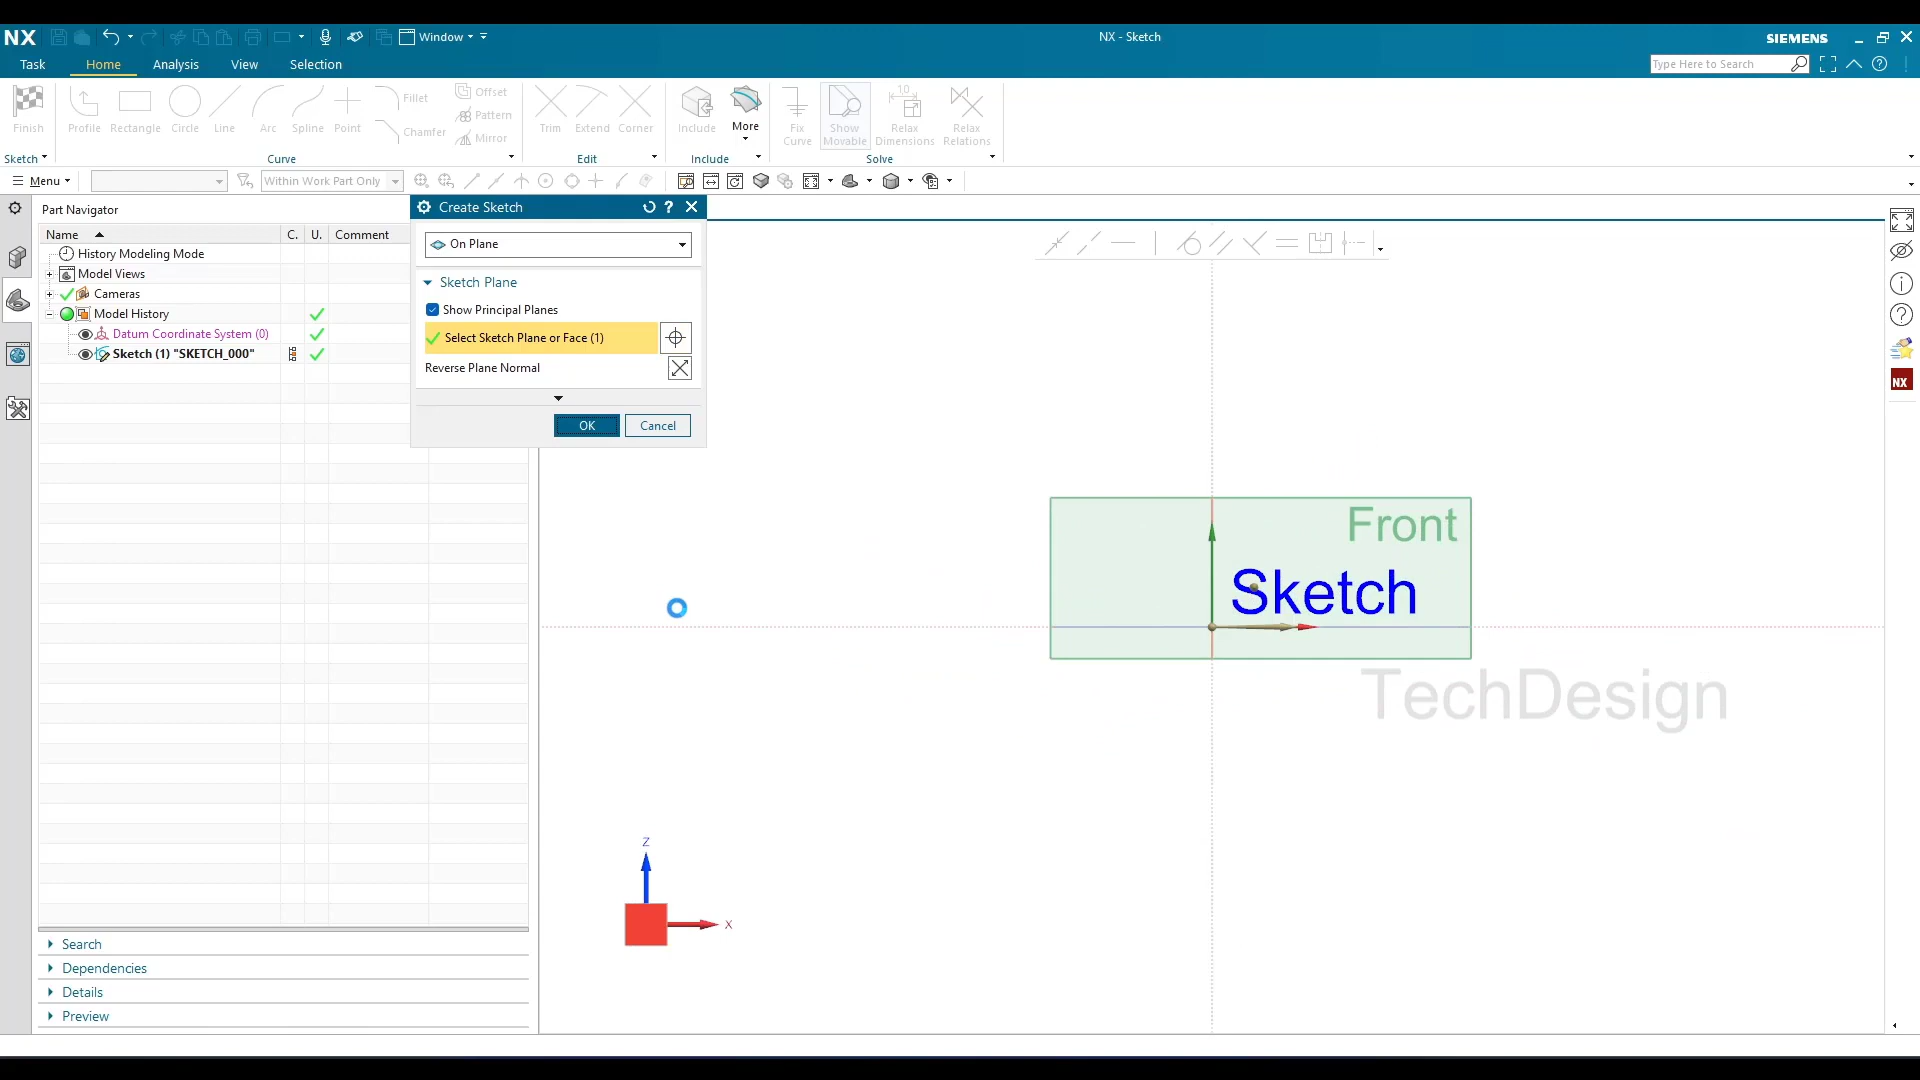 NX Window NX - Sketch SIEMENS
Task Home Analysis View Selection Type Here to Search
Finish Profile Rectangle Circle Line Arc Spline Point Fillet Chamfer Offset Pattern Mirror Trim Extend Corner Include More Fix Curve Show Movable 1.0 Relax Dimensions Relax Relations
Sketch Curve Edit Include Solve
Menu Within Work Part Only
Part Navigator
Name C. U. Comment
History Modeling Mode
Model Views
Cameras
Model History
Datum Coordinate System (0)
Sketch (1) "SKETCH_000"
Search
Dependencies
Details
Preview
Create Sketch
On Plane
Sketch Plane
Show Principal Planes
Select Sketch Plane or Face (1)
Reverse Plane Normal
OK Cancel
Front
Sketch
TechDesign
Z
X
NX